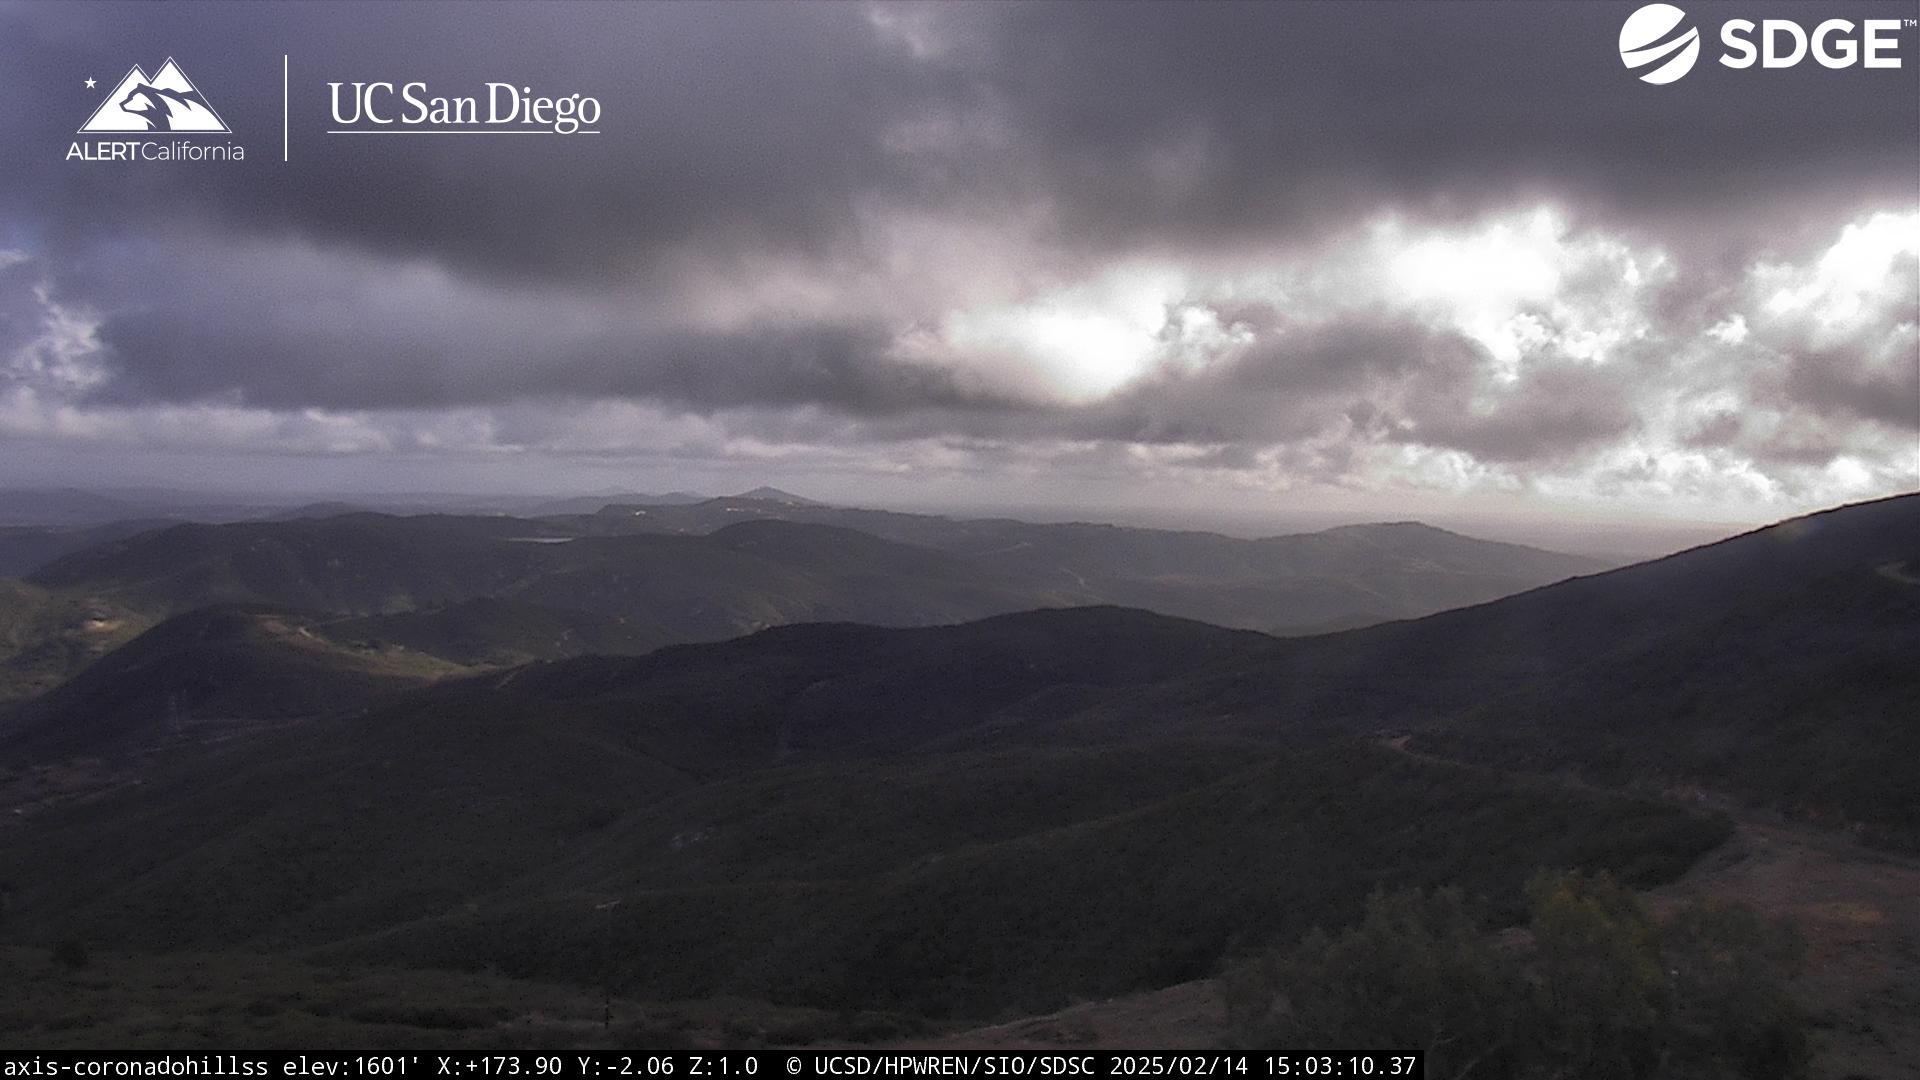 ALERTCalifornia
UC San Diego
SDGE™
axis-coronadohillss elev:1601' X:+173.90 Y:-2.06 Z:1.0 © UCSD/HPWREN/SIO/SDSC 2025/02/14 15:03:10.37